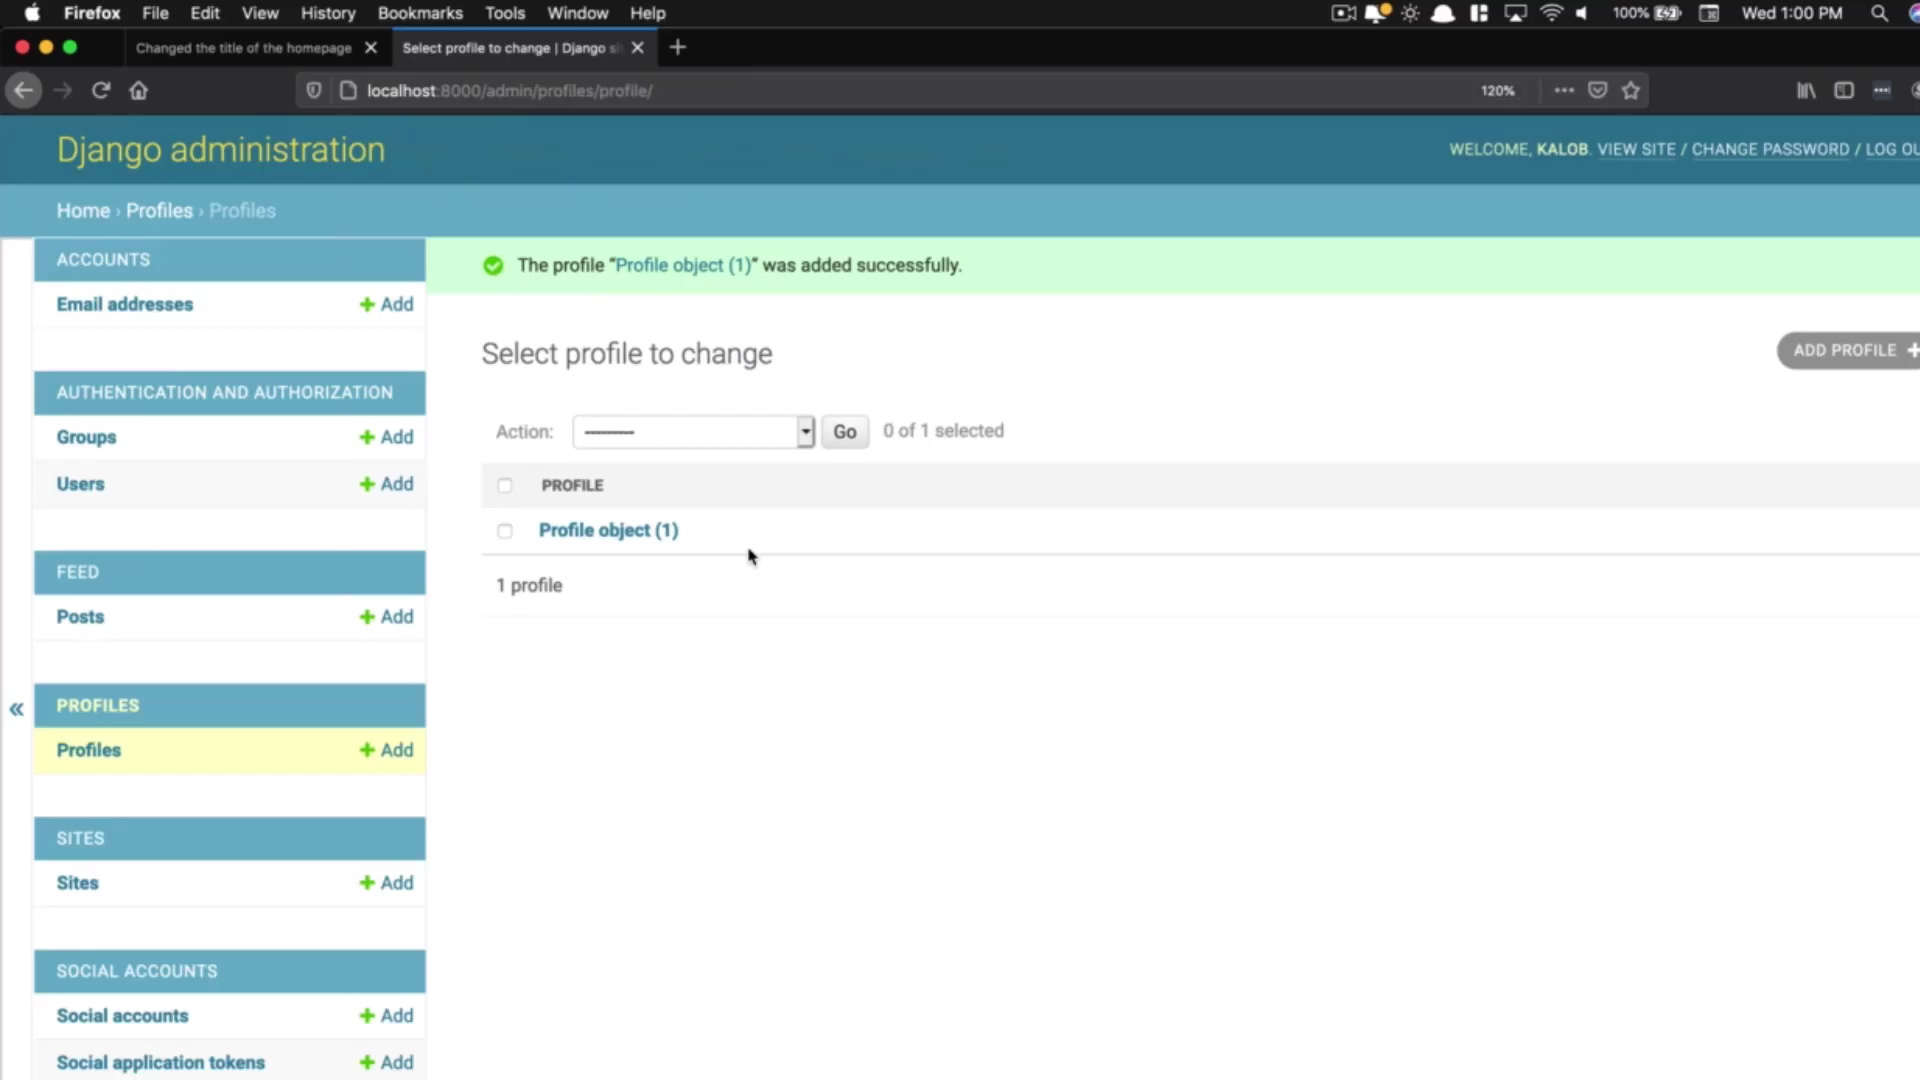 Firefox File Edit View History Bookmarks Tools Window Help 100% Wed 1:00 PM
Changed the title of the homepage Select profile to change | Django si
localhost:8000/admin/profiles/profile/ 120%
Django administration
WELCOME, KALOB. VIEW SITE / CHANGE PASSWORD / LOG OU
Home › Profiles › Profiles
ACCOUNTS
Email addresses + Add
AUTHENTICATION AND AUTHORIZATION
Groups + Add
Users + Add
FEED
Posts + Add
PROFILES
Profiles + Add
SITES
Sites + Add
SOCIAL ACCOUNTS
Social accounts + Add
Social application tokens + Add
The profile “Profile object (1)” was added successfully.
Select profile to change
ADD PROFILE +
Action: --------- Go 0 of 1 selected
PROFILE
Profile object (1)
1 profile